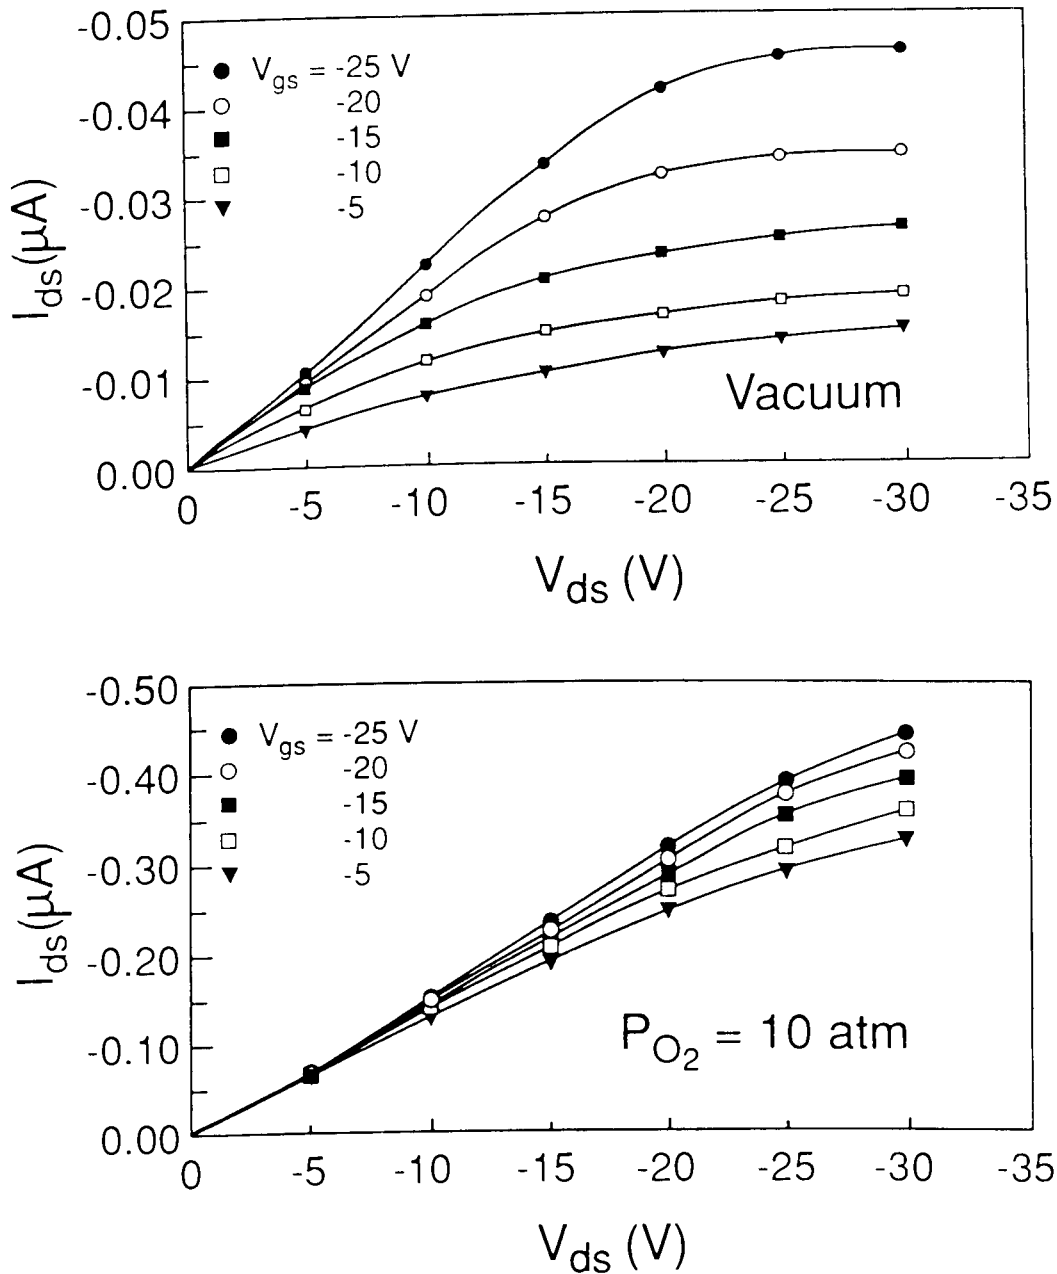 -0.05
-0.04
-0.03
-0.02
-0.01
0.00
I_ds (μA)
V_gs = -25 V
-20
-15
-10
-5
Vacuum
0 -5 -10 -15 -20 -25 -30 -35
V_ds (V)
-0.50
-0.40
-0.30
-0.20
-0.10
0.00
I_ds (μA)
V_gs = -25 V
-20
-15
-10
-5
P_O2 = 10 atm
0 -5 -10 -15 -20 -25 -30 -35
V_ds (V)